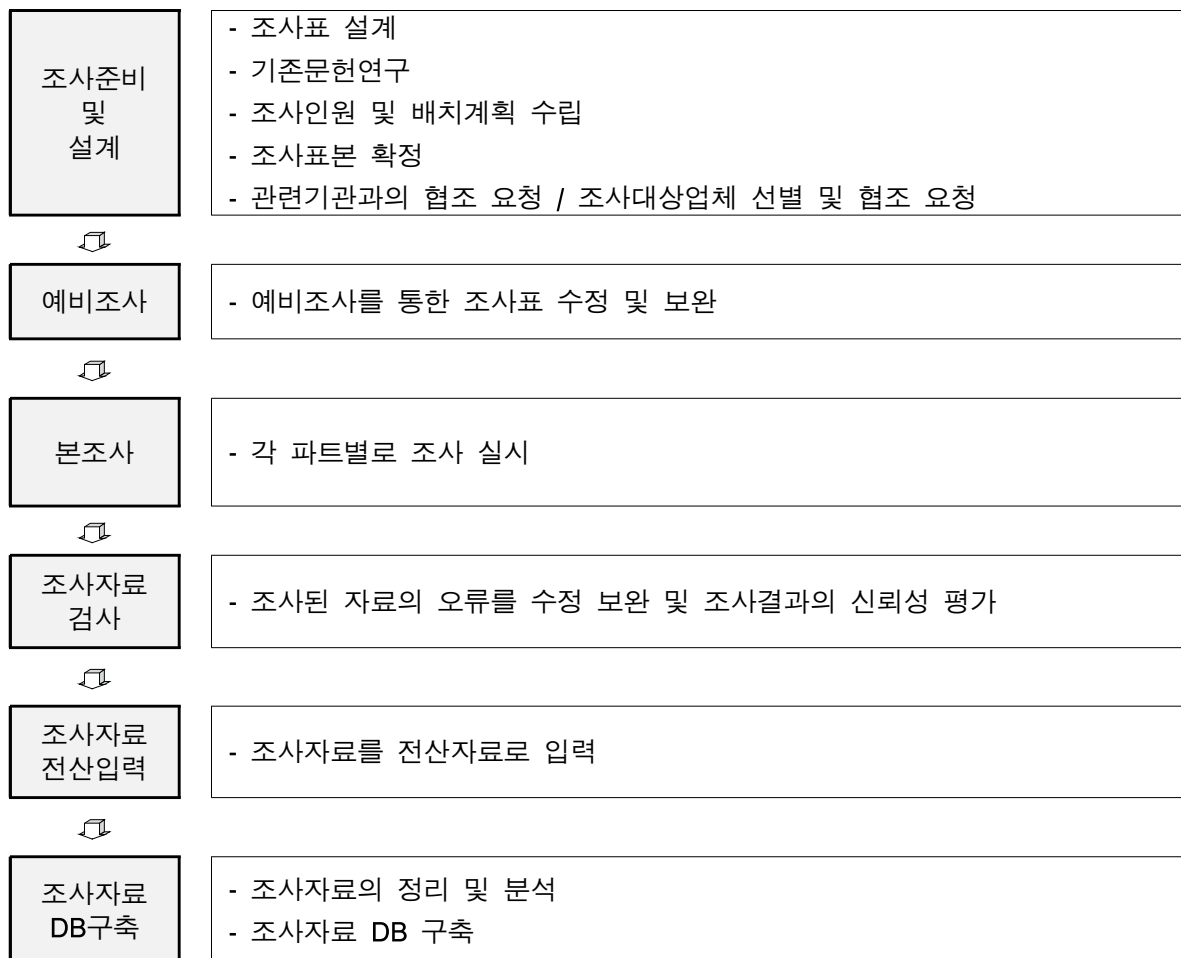 조사준비
및
설계
- 조사표 설계
- 기존문헌연구
- 조사인원 및 배치계획 수립
- 조사표본 확정
- 관련기관과의 협조 요청 / 조사대상업체 선별 및 협조 요청
예비조사
- 예비조사를 통한 조사표 수정 및 보완
본조사
- 각 파트별로 조사 실시
조사자료
검사
- 조사된 자료의 오류를 수정 보완 및 조사결과의 신뢰성 평가
조사자료
전산입력
- 조사자료를 전산자료로 입력
조사자료
DB구축
- 조사자료의 정리 및 분석
- 조사자료 DB 구축